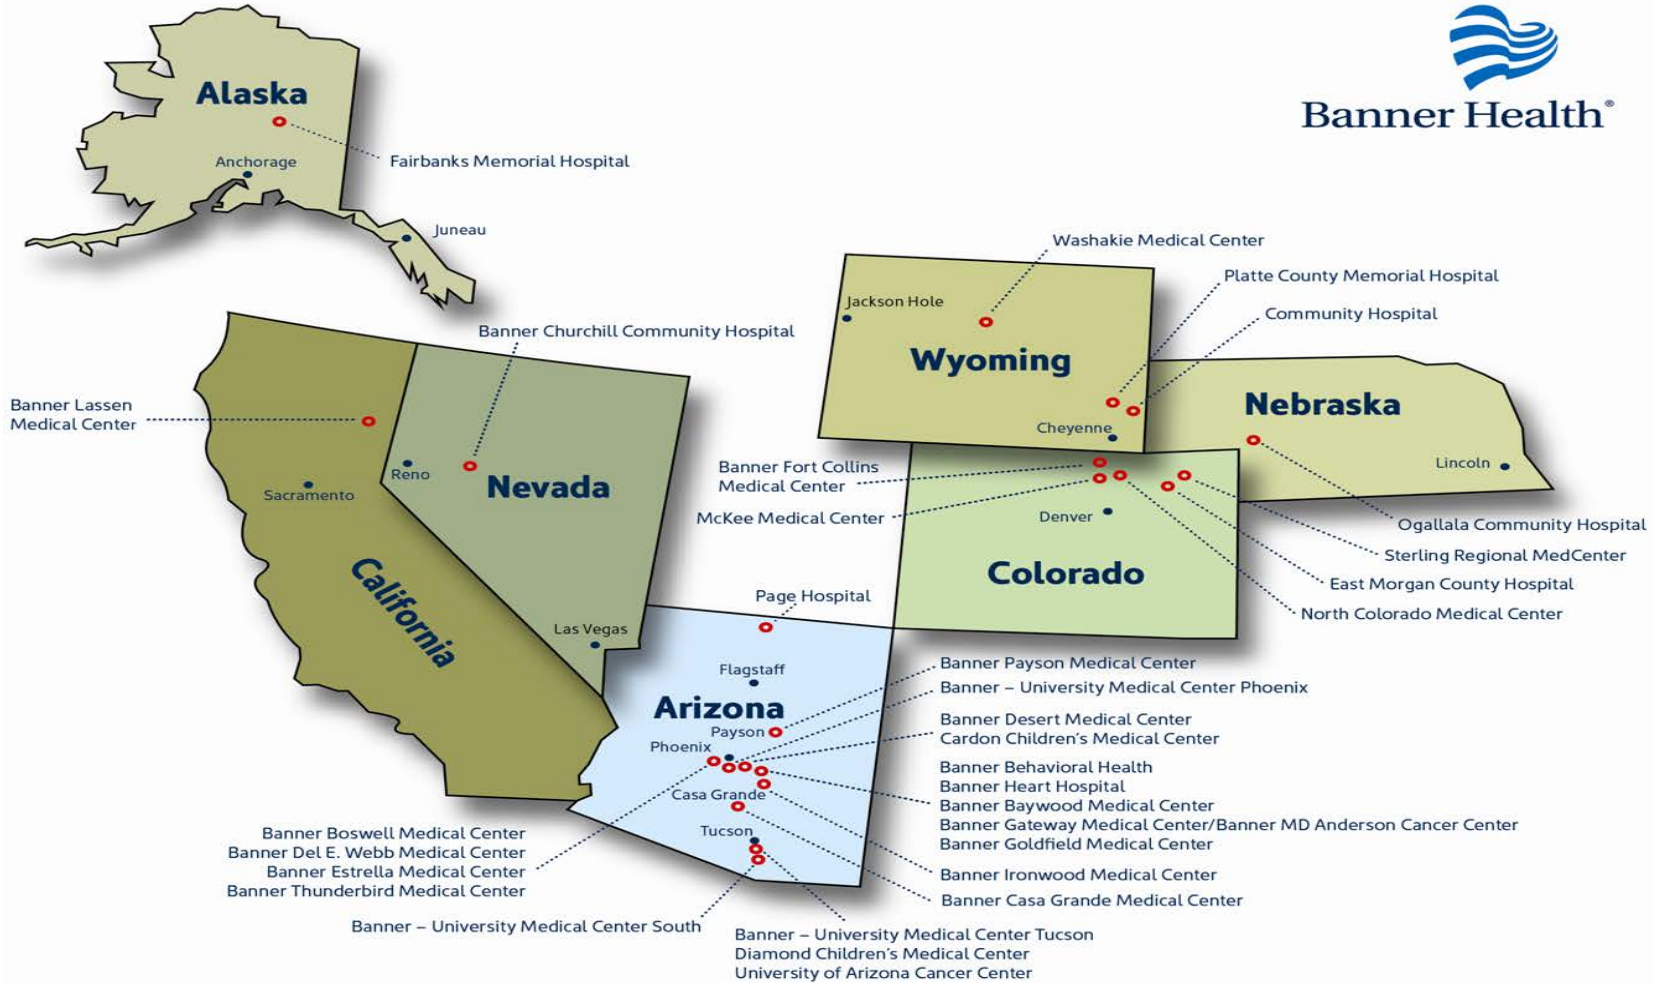 Banner Health®
Alaska
Anchorage
Fairbanks Memorial Hospital
Juneau
Washakie Medical Center
Platte County Memorial Hospital
Community Hospital
Jackson Hole
Wyoming
Cheyenne
Nebraska
Lincoln
Banner Churchill Community Hospital
Banner Lassen
Medical Center
Reno
Nevada
Sacramento
California
Las Vegas
Banner Fort Collins
Medical Center
McKee Medical Center
Denver
Colorado
Ogallala Community Hospital
Sterling Regional MedCenter
East Morgan County Hospital
North Colorado Medical Center
Page Hospital
Flagstaff
Arizona
Payson
Phoenix
Casa Grande
Tucson
Banner Payson Medical Center
Banner – University Medical Center Phoenix
Banner Desert Medical Center
Cardon Children's Medical Center
Banner Behavioral Health
Banner Heart Hospital
Banner Baywood Medical Center
Banner Gateway Medical Center/Banner MD Anderson Cancer Center
Banner Goldfield Medical Center
Banner Ironwood Medical Center
Banner Casa Grande Medical Center
Banner Boswell Medical Center
Banner Del E. Webb Medical Center
Banner Estrella Medical Center
Banner Thunderbird Medical Center
Banner – University Medical Center South
Banner – University Medical Center Tucson
Diamond Children's Medical Center
University of Arizona Cancer Center